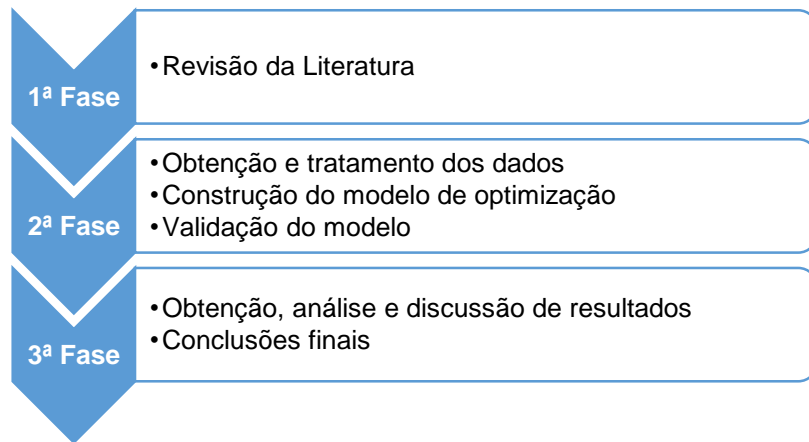 1ª Fase
•Revisão da Literatura
2ª Fase
•Obtenção e tratamento dos dados
•Construção do modelo de optimização
•Validação do modelo
3ª Fase
•Obtenção, análise e discussão de resultados
•Conclusões finais